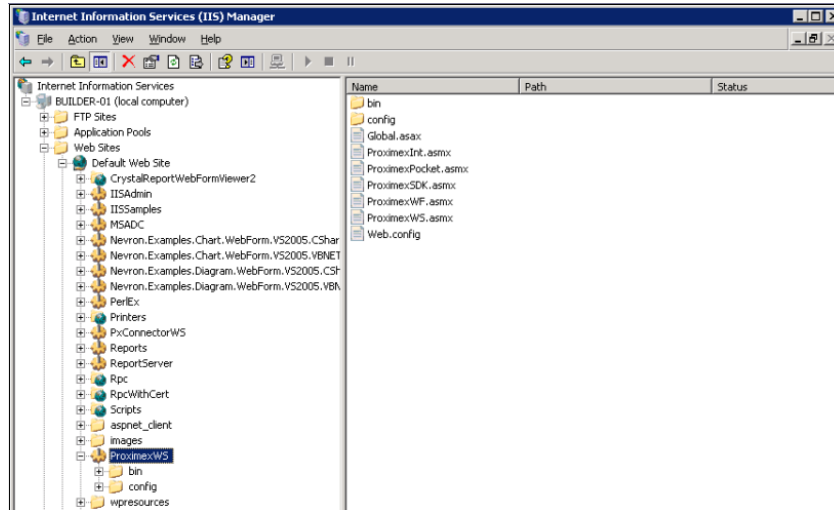 Internet Information Services (IIS) Manager
File Action View Window Help
Internet Information Services
BUILDER-01 (local computer)
FTP Sites
Application Pools
Web Sites
Default Web Site
CrystalReportWebFormViewer2
IISAdmin
IISSamples
MSADC
Nevron.Examples.Chart.WebForm.VS2005.CShar
Nevron.Examples.Chart.WebForm.VS2005.VBNET
Nevron.Examples.Diagram.WebForm.VS2005.CSH
Nevron.Examples.Diagram.WebForm.VS2005.VBN
PerlEx
Printers
PxConnectorWS
Reports
ReportServer
Rpc
RpcWithCert
Scripts
aspnet_client
images
ProximexWS
bin
config
wpresources
Name Path Status
bin
config
Global.asax
ProximexInt.asmx
ProximexPocket.asmx
ProximexSDK.asmx
ProximexWF.asmx
ProximexWS.asmx
Web.config